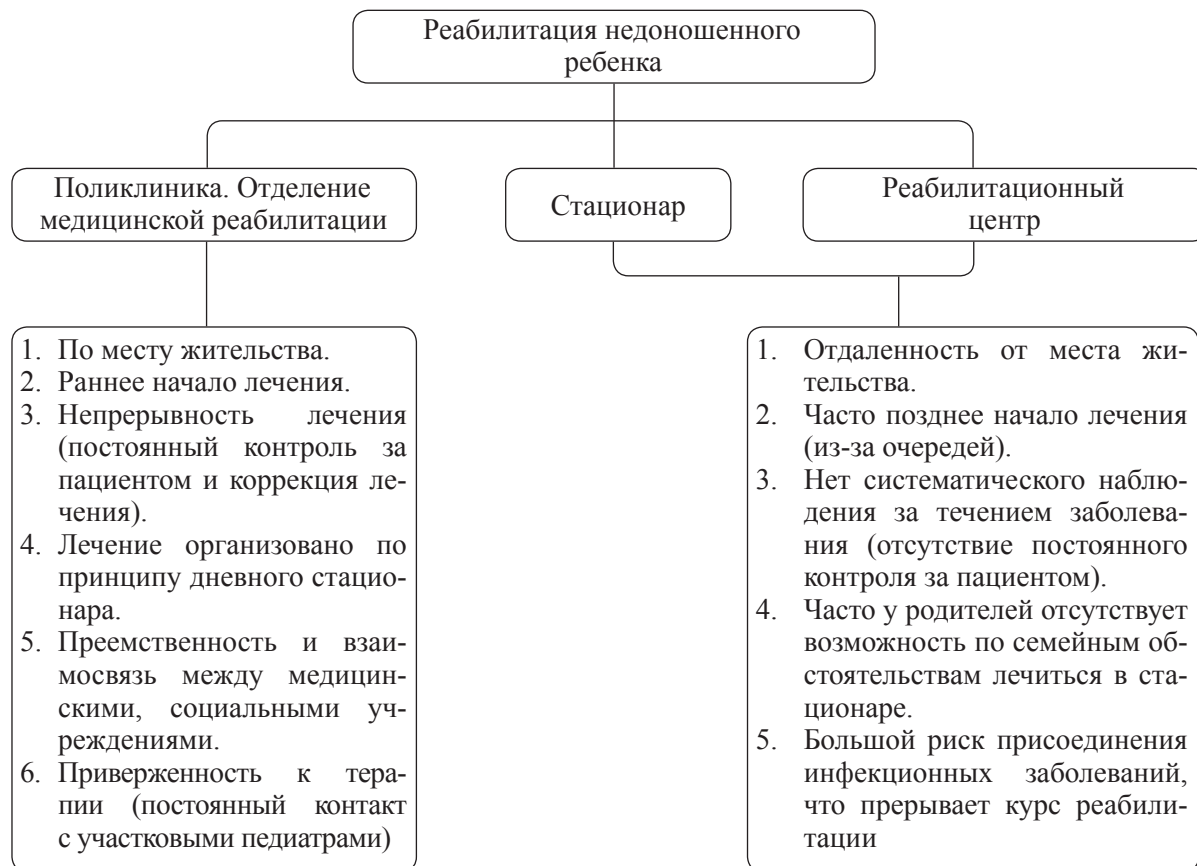 Реабилитация недоношенного
ребенка
Поликлиника. Отделение
медицинской реабилитации
Стационар
Реабилитационный
центр
1. По месту жительства.
2. Раннее начало лечения.
3. Непрерывность лечения
(постоянный контроль за
пациентом и коррекция ле-
чения).
4. Лечение организовано по
принципу дневного стацио-
нара.
5. Преемственность и взаи-
мосвязь между медицин-
скими, социальными уч-
реждениями.
6. Приверженность к тера-
пии (постоянный контакт
с участковыми педиатрами)
1. Отдаленность от места жи-
тельства.
2. Часто позднее начало лечения
(из-за очередей).
3. Нет систематического наблю-
дения за течением заболева-
ния (отсутствие постоянного
контроля за пациентом).
4. Часто у родителей отсутствует
возможность по семейным об-
стоятельствам лечиться в ста-
ционаре.
5. Большой риск присоединения
инфекционных заболеваний,
что прерывает курс реабили-
тации